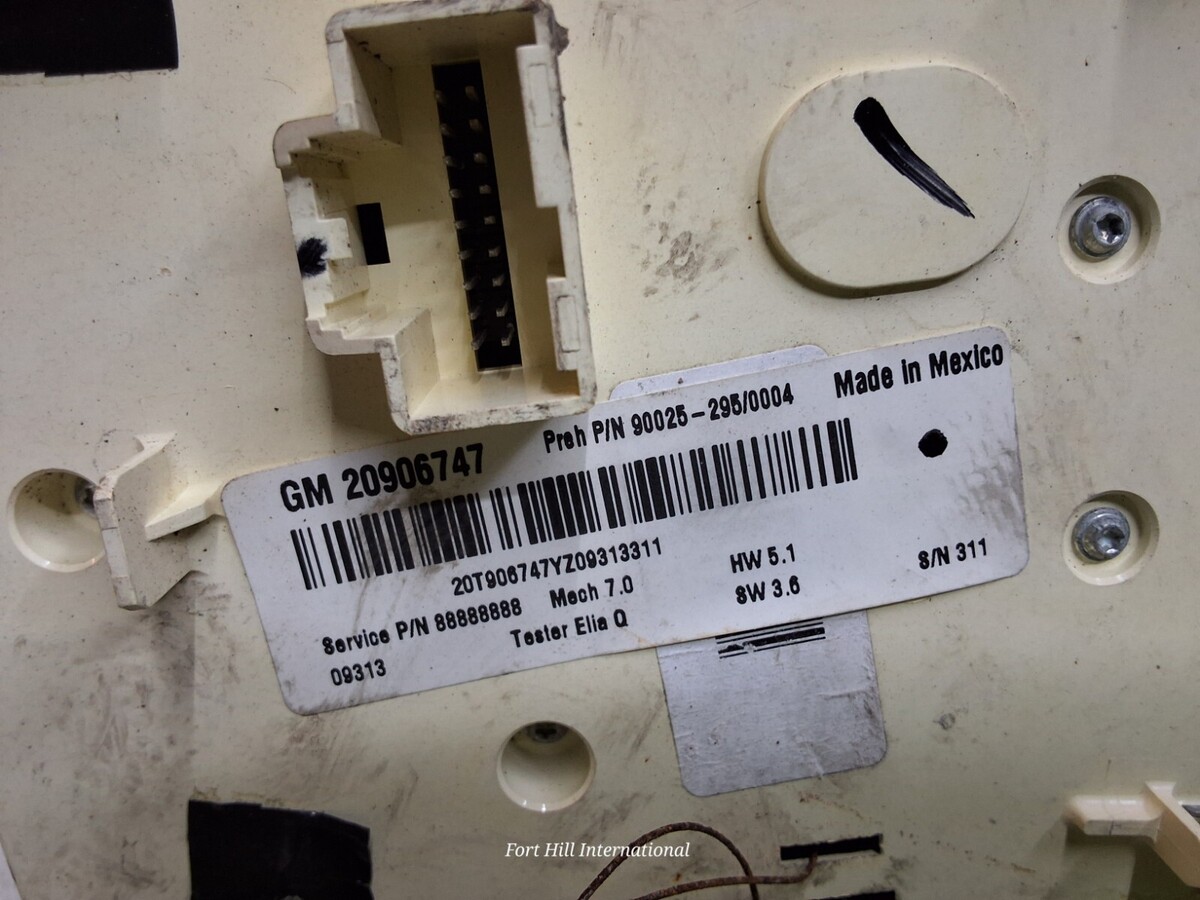 Made in Mexico
Preh P/N 90025-295/0004
GM 20906747
20T906747YZ09313311
HW 5.1
S/N 311
Service P/N 88888888
Mech 7.0
SW 3.6
09313
Tester Elia Q
Fort Hill International